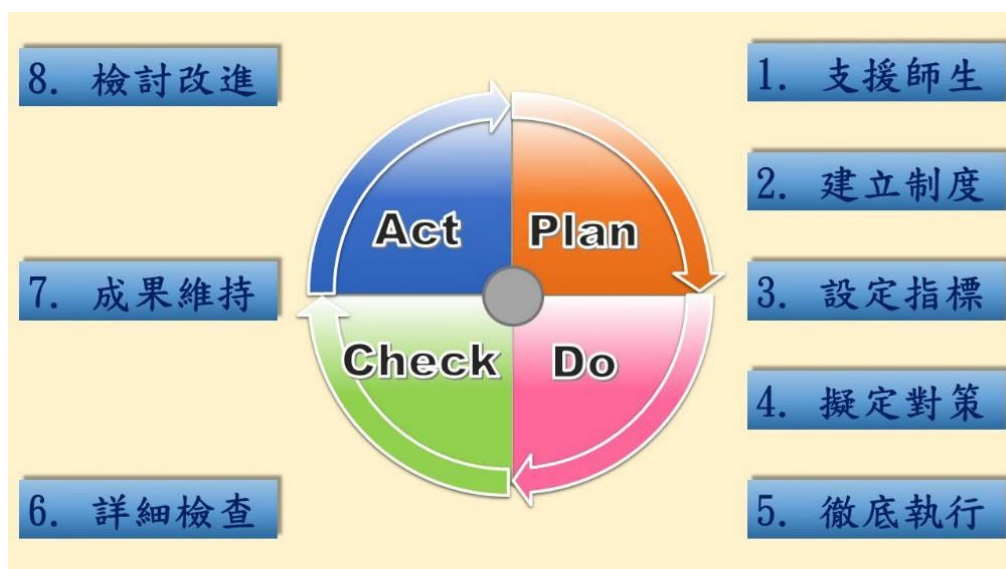 8. 檢討改進
7. 成果維持
6. 詳細檢查
Act
Plan
Check
Do
1. 支援師生
2. 建立制度
3. 設定指標
4. 擬定對策
5. 徹底執行